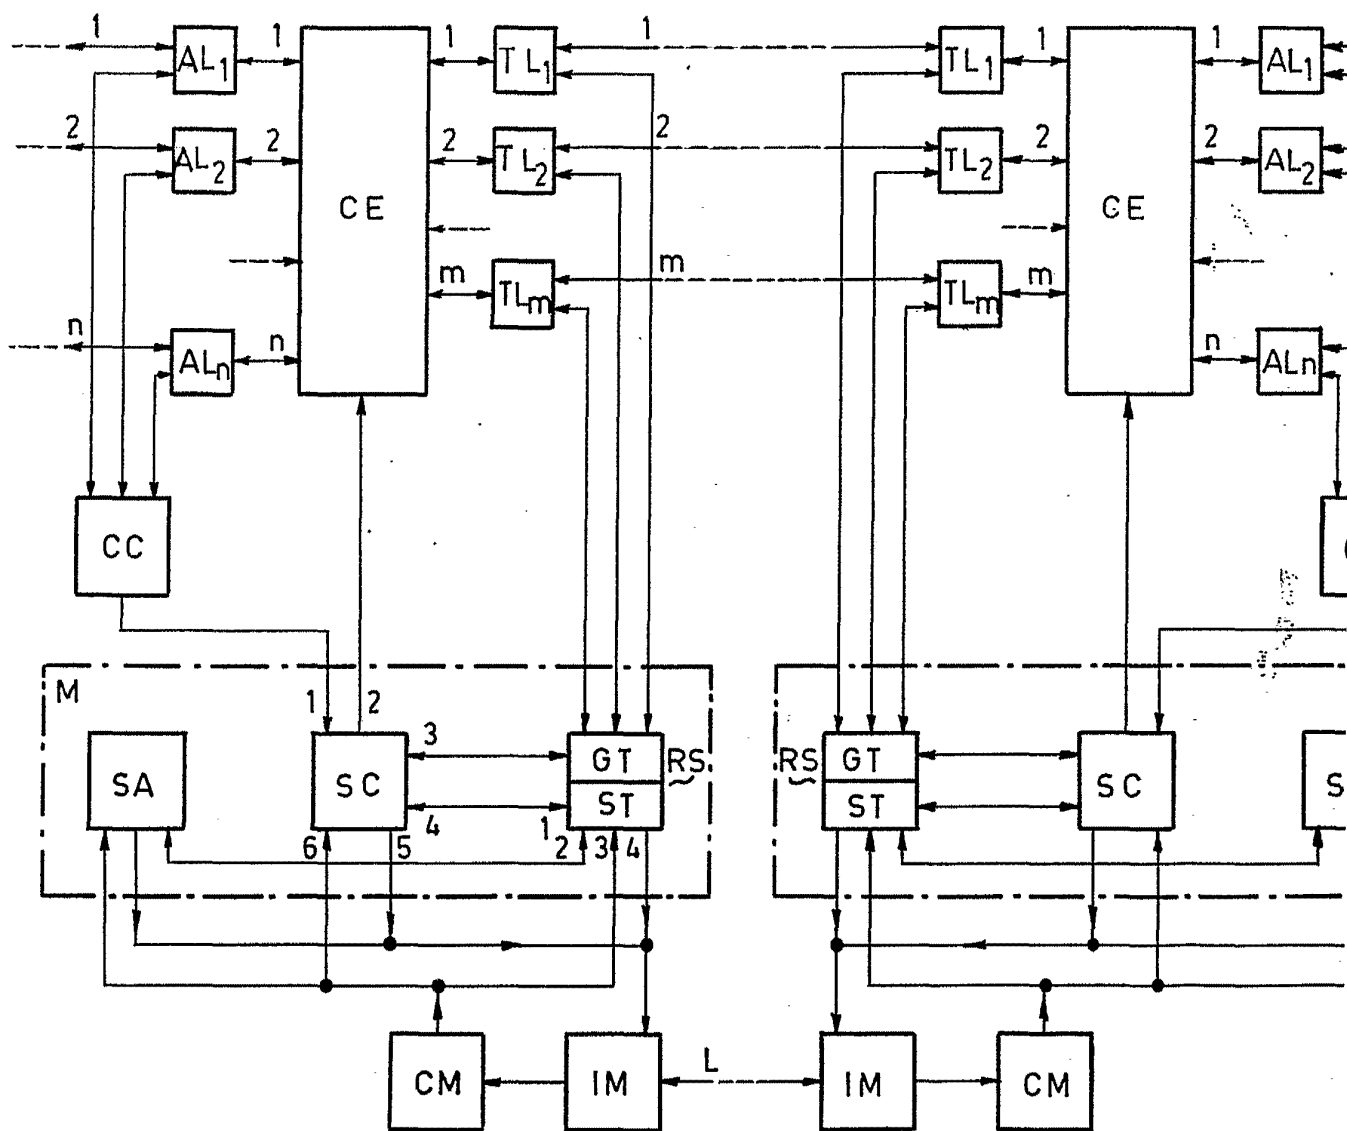 1 AL1 1 CE 1 TL1 1 TL1 1 CE 1 AL1
2 AL2 2 2 TL2 2 TL2 2 2 AL2
m TLm m TLm m
n ALn n n ALn
CC
M
1 2
SA SC 3 GT RS RS GT SC S
4 ST ST
6 5 1 2 3 4
L
CM IM IM CM